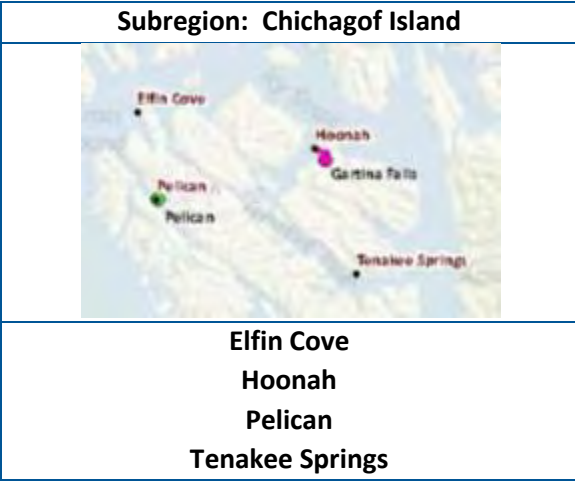 Subregion: Chichagof Island
Elfin Cove
Hoonah
Gartina Falls
Pelican
Pelican
Tenakee Springs
Elfin Cove
Hoonah
Pelican
Tenakee Springs